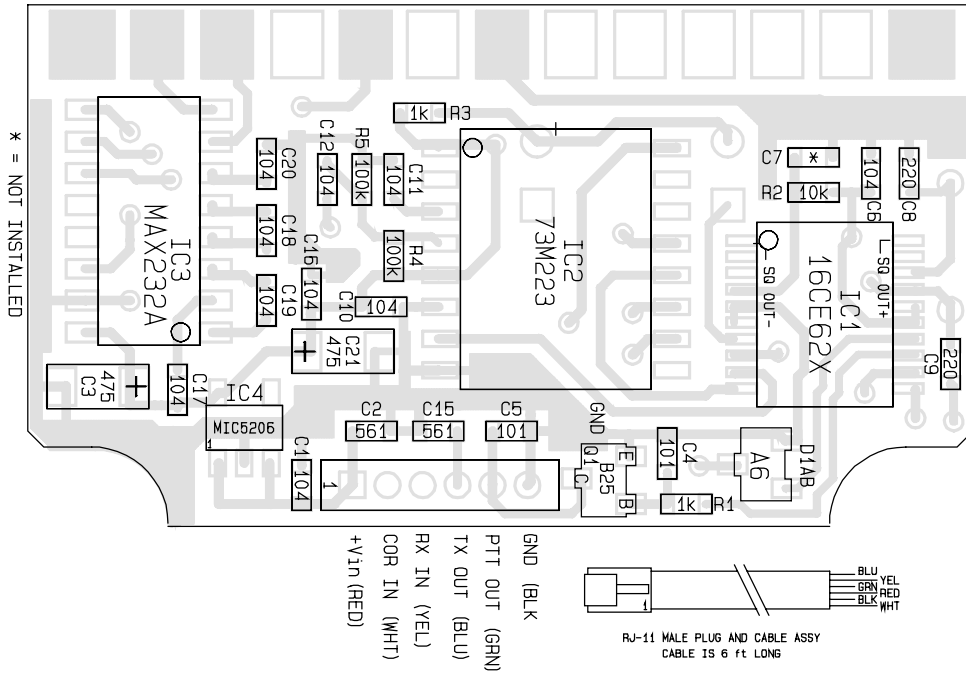 * = NOT INSTALLED
1k R3
C20
104
C12
104
R5
100k
C11
104
C7 *
R2 10k
104
C6
220
C8
IC3
MAX232A
C18
104
C16
104
R4
100k
IC2
73M223
SQ OUT-
IC1
16CE62X
SQ OUT+
C19
104
C10 104
C21
475
+
C3
475
+
C17
104
IC4
MIC5206
1
220
C9
C2
561
C15
561
C5
101
GND
Q1
C
B25
E
B
C4
101
A6
D1AB
C1
104
1
1k R1
+Vin (RED)
COR IN (WHT)
RX IN (YEL)
TX OUT (BLU)
PTT OUT (GRN)
GND (BLK
1
BLU
YEL
GRN
RED
BLK
WHT
RJ-11 MALE PLUG AND CABLE ASSY
CABLE IS 6 ft LONG